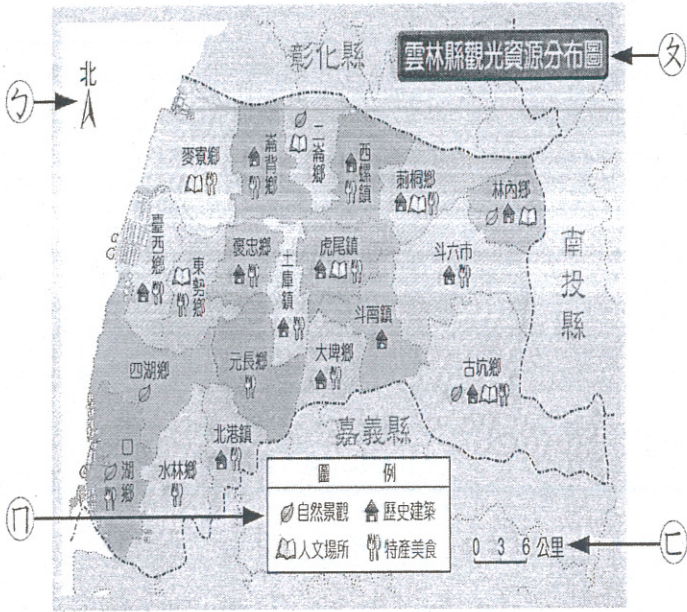 彰化縣
雲林縣觀光資源分布圖
ㄆ
北
ㄅ
麥寮鄉
崙背鄉
二崙鄉
西螺鎮
莿桐鄉
林內鄉
臺西鄉
東勢鄉
褒忠鄉
土庫鎮
虎尾鎮
斗六市
南投縣
斗南鎮
四湖鄉
元長鄉
大埤鄉
古坑鄉
口湖鄉
水林鄉
北港鎮
嘉義縣
圖 例
自然景觀 歷史建築
人文場所 特產美食
ㄇ
0 3 6 公里
ㄈ